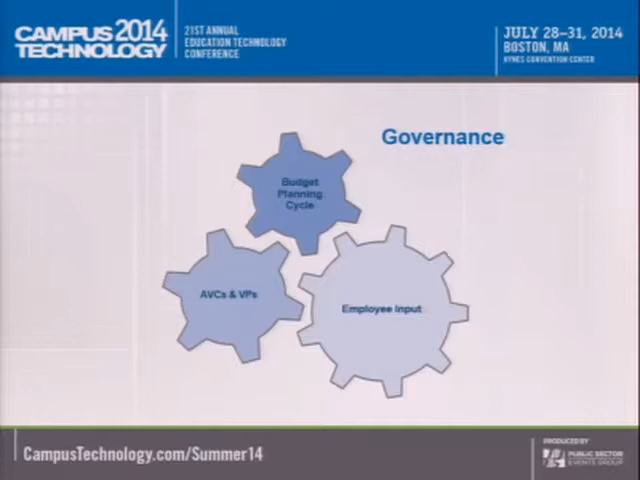 CAMPUS 2014
TECHNOLOGY
21ST ANNUAL
EDUCATION TECHNOLOGY
CONFERENCE
JULY 28–31, 2014
BOSTON, MA
HYNES CONVENTION CENTER
Governance
Budget
Planning
Cycle
AVCs & VPs
Employee Input
CampusTechnology.com/Summer14
PRODUCED BY
PUBLIC SECTOR
EVENTS GROUP